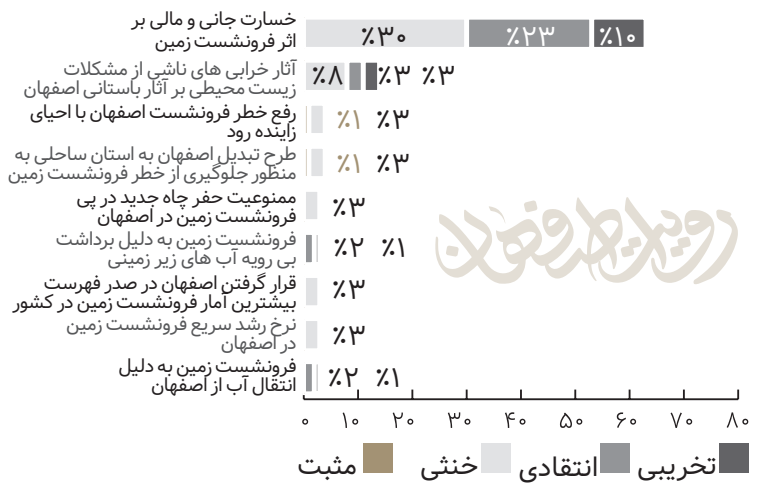 خسارت جانی و مالی بر
اثر فرونشست زمین
٪۳۰ ٪۲۳ ٪۱۰
آثار خرابی های ناشی از مشکلات
زیست محیطی بر آثار باستانی اصفهان
٪۸ ٪۳ ٪۳
رفع خطر فرونشست اصفهان با احیای
زاینده رود
٪۱ ٪۳
طرح تبدیل اصفهان به استان ساحلی به
منظور جلوگیری از خطر فرونشست زمین
٪۱ ٪۳
ممنوعیت حفر چاه جدید در پی
فرونشست زمین در اصفهان
٪۳
فرونشست زمین به دلیل برداشت
بی رویه آب های زیر زمینی
٪۲ ٪۱
قرار گرفتن اصفهان در صدر فهرست
بیشترین آمار فرونشست زمین در کشور
٪۳
نرخ رشد سریع فرونشست زمین
در اصفهان
٪۳
فرونشست زمین به دلیل
انتقال آب از اصفهان
٪۲ ٪۱
۰ ۱۰ ۲۰ ۳۰ ۴۰ ۵۰ ۶۰ ۷۰ ۸۰
تخریبی انتقادی خنثی مثبت